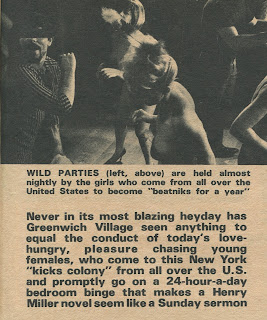 WILD PARTIES (left, above) are held almost
nightly by the girls who come from all over the
United States to become "beatniks for a year"
Never in its most blazing heyday has
Greenwich Village seen anything to
equal the conduct of today's love-
hungry, pleasure chasing young
females, who come to this New York
"kicks colony" from all over the U.S.
and promptly go on a 24-hour-a-day
bedroom binge that makes a Henry
Miller novel seem like a Sunday sermon